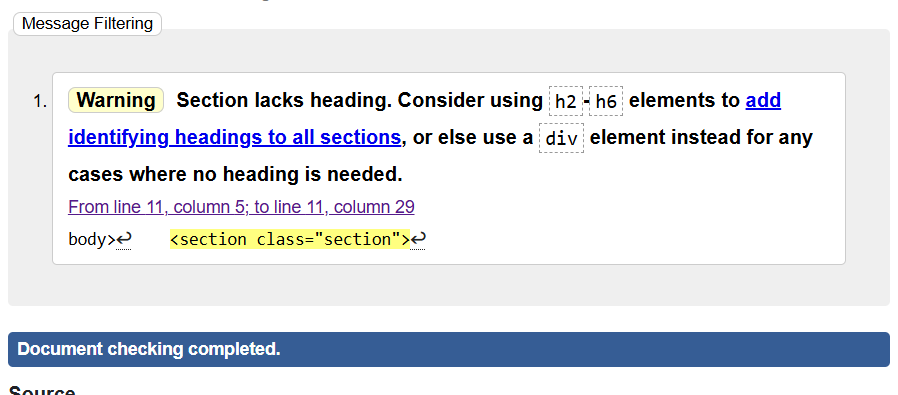 Message Filtering
1. Warning Section lacks heading. Consider using h2-h6 elements to add
identifying headings to all sections, or else use a div element instead for any
cases where no heading is needed.
From line 11, column 5; to line 11, column 29
body>↩ <section class="section">↩
Document checking completed.
Source